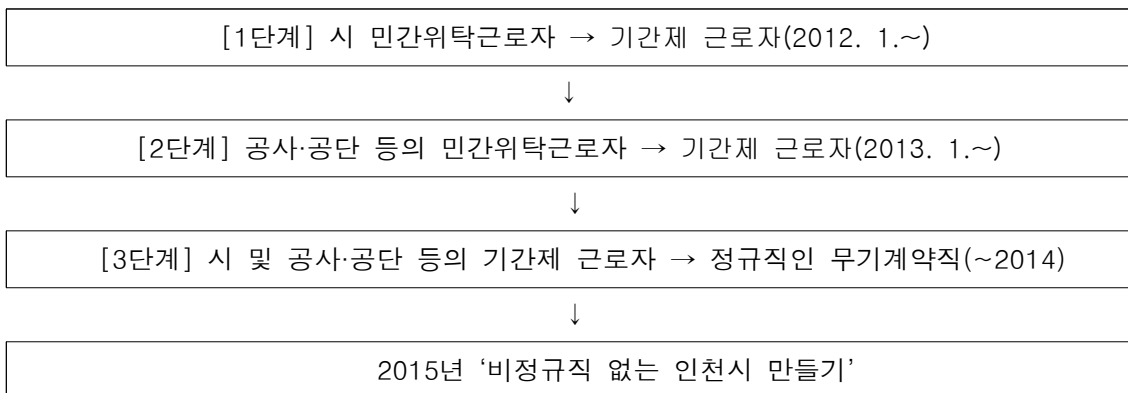 [1단계] 시 민간위탁근로자 → 기간제 근로자(2012. 1.~)
↓
[2단계] 공사·공단 등의 민간위탁근로자 → 기간제 근로자(2013. 1.~)
↓
[3단계] 시 및 공사·공단 등의 기간제 근로자 → 정규직인 무기계약직(~2014)
↓
2015년 ‘비정규직 없는 인천시 만들기’